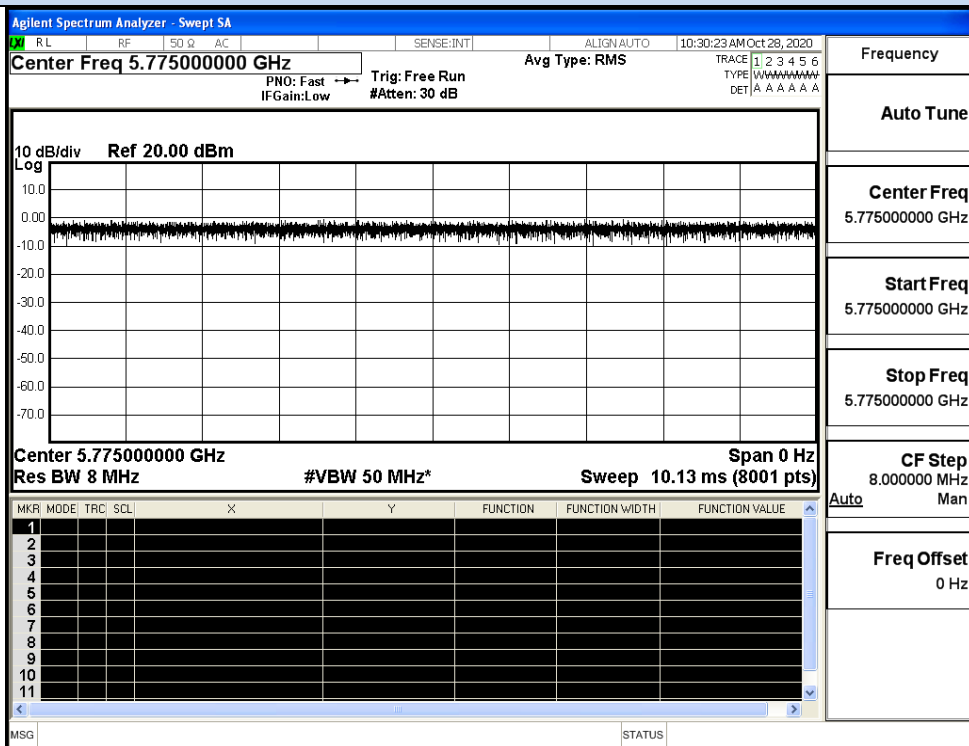 Agilent Spectrum Analyzer - Swept SA
LXI RL RF 50 Ω AC SENSE:INT ALIGN AUTO 10:30:23 AM Oct 28, 2020
Center Freq 5.775000000 GHz Avg Type: RMS TRACE 1 2 3 4 5 6
PNO: Fast Trig: Free Run TYPE WWWWWW
IFGain:Low #Atten: 30 dB DET A A A A A A
10 dB/div Ref 20.00 dBm
Log
10.0
0.00
-10.0
-20.0
-30.0
-40.0
-50.0
-60.0
-70.0
Center 5.775000000 GHz Span 0 Hz
Res BW 8 MHz #VBW 50 MHz* Sweep 10.13 ms (8001 pts)
MKR MODE TRC SCL X Y FUNCTION FUNCTION WIDTH FUNCTION VALUE
1
2
3
4
5
6
7
8
9
10
11
MSG STATUS
Frequency
Auto Tune
Center Freq
5.775000000 GHz
Start Freq
5.775000000 GHz
Stop Freq
5.775000000 GHz
CF Step
8.000000 MHz
Auto Man
Freq Offset
0 Hz